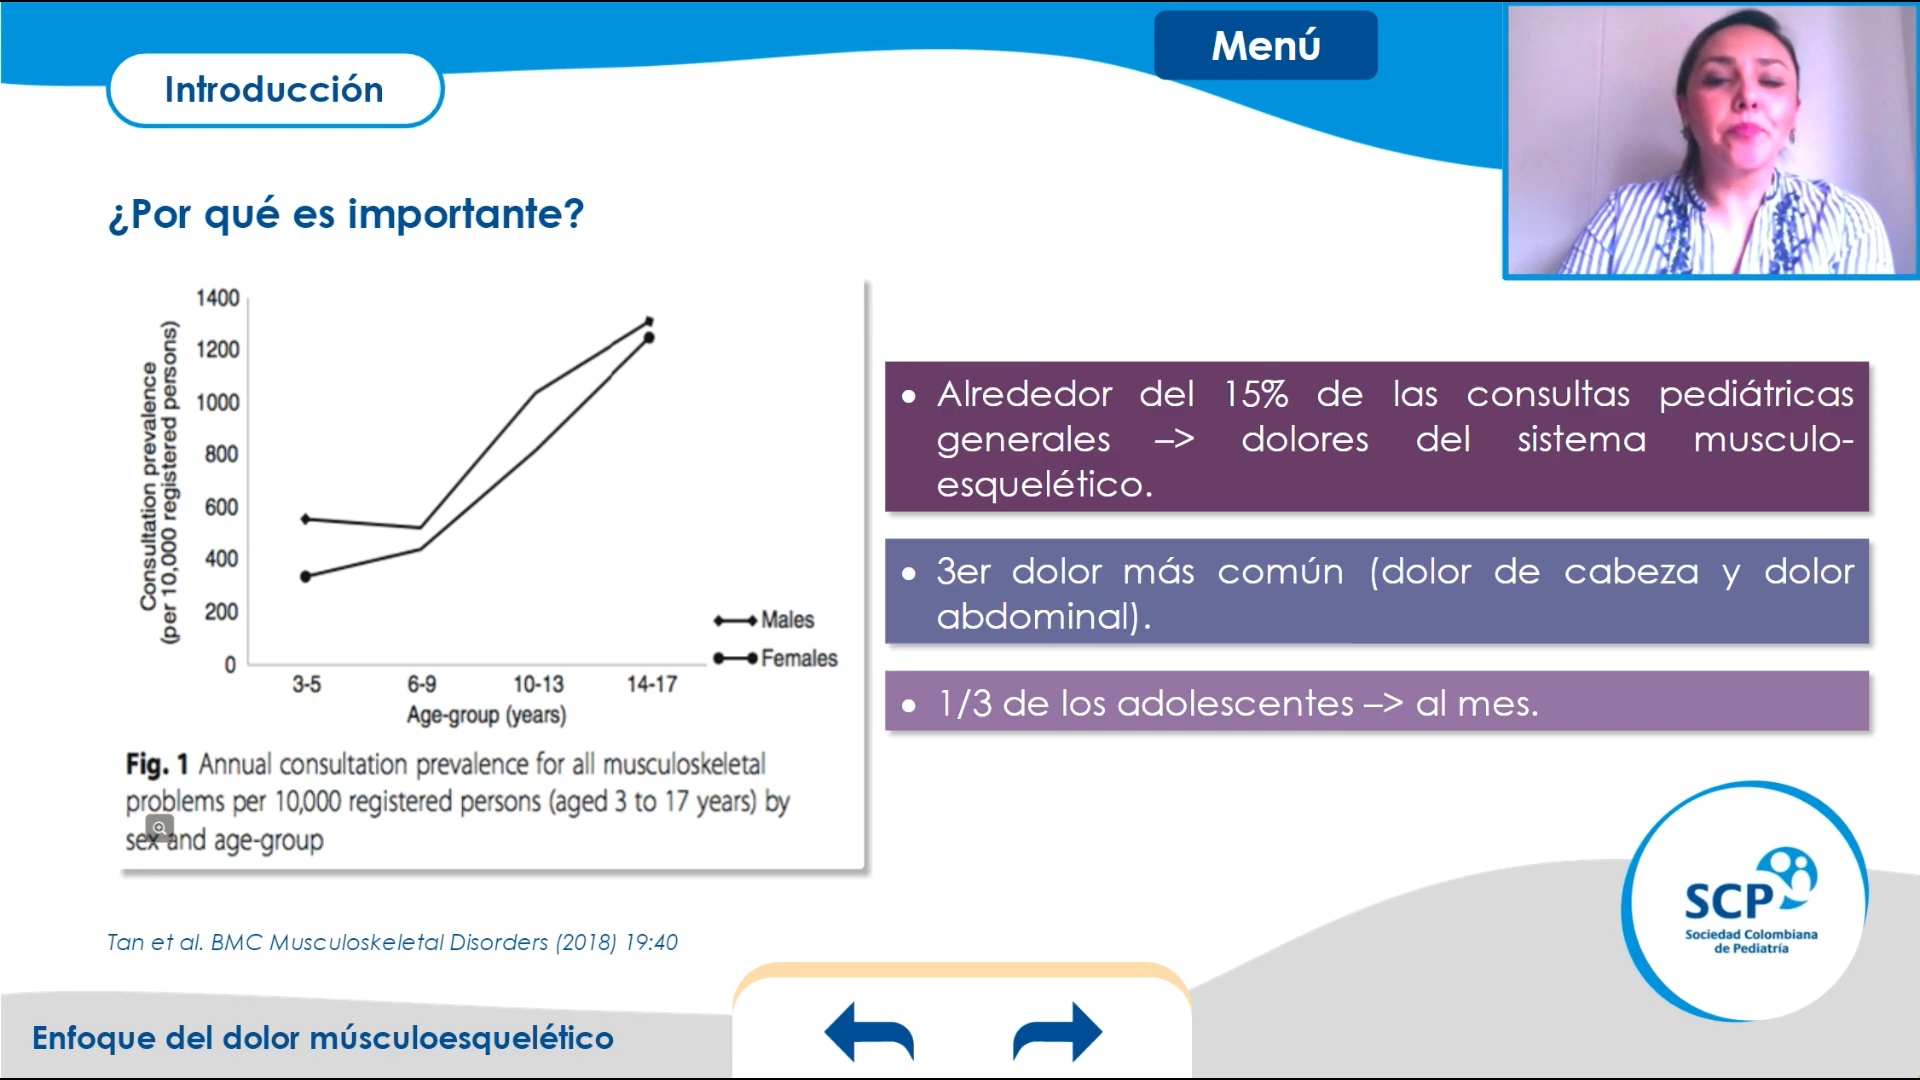 Menú
Introducción
¿Por qué es importante?
1400
1200
1000
800
600
400
200
0
Consultation prevalence
(per 10,000 registered persons)
3-5 6-9 10-13 14-17
Age-group (years)
Males
Females
Fig. 1 Annual consultation prevalence for all musculoskeletal
problems per 10,000 registered persons (aged 3 to 17 years) by
sex and age-group
• Alrededor del 15% de las consultas pediátricas
generales –> dolores del sistema musculo-
esquelético.
• 3er dolor más común (dolor de cabeza y dolor
abdominal).
• 1/3 de los adolescentes –> al mes.
Tan et al. BMC Musculoskeletal Disorders (2018) 19:40
SCP
Sociedad Colombiana
de Pediatría
Enfoque del dolor músculoesquelético